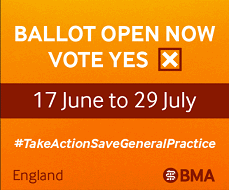 BALLOT OPEN NOW
VOTE YES
17 June to 29 July
#TakeActionSaveGeneralPractice
England
BMA